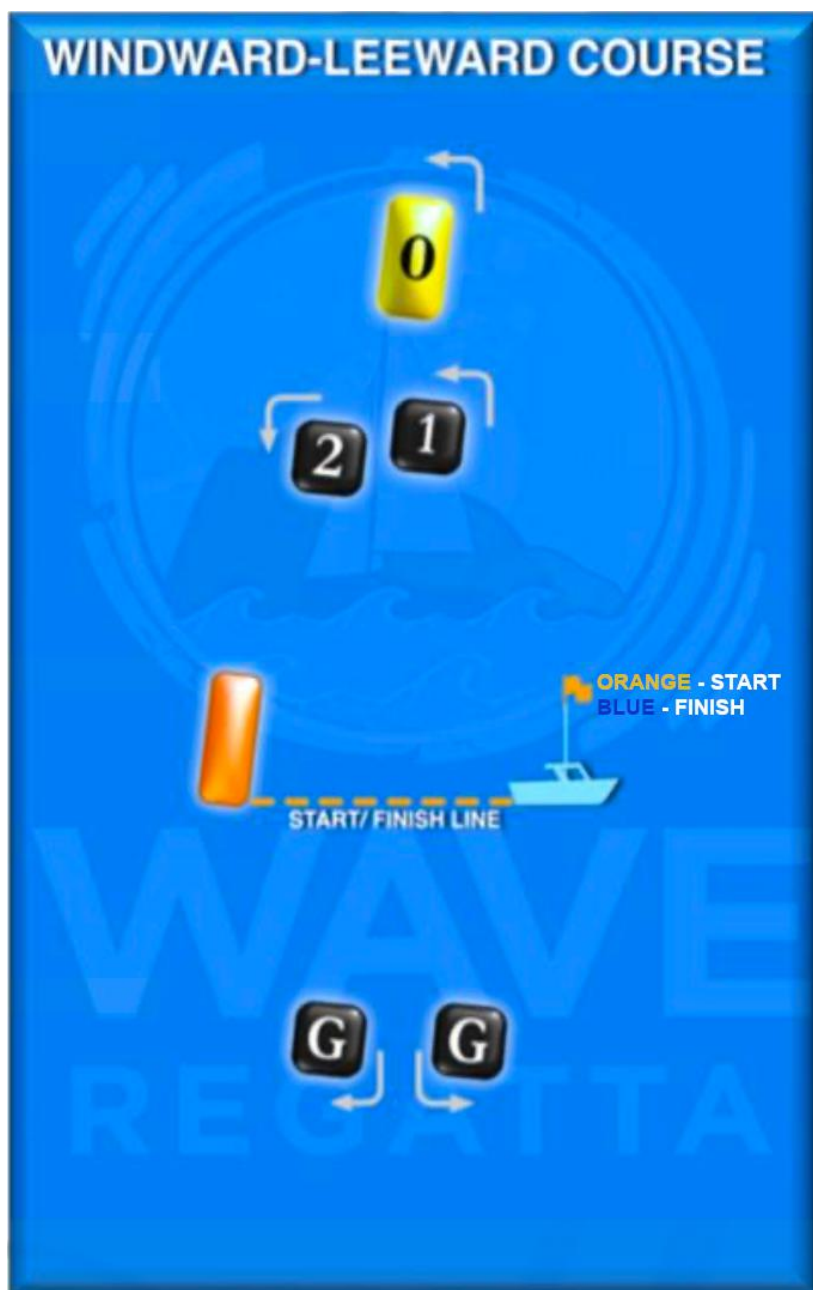 WINDWARD-LEEWARD COURSE
0
2 1
ORANGE - START
BLUE - FINISH
START/ FINISH LINE
WAVE
G G
REGATTA